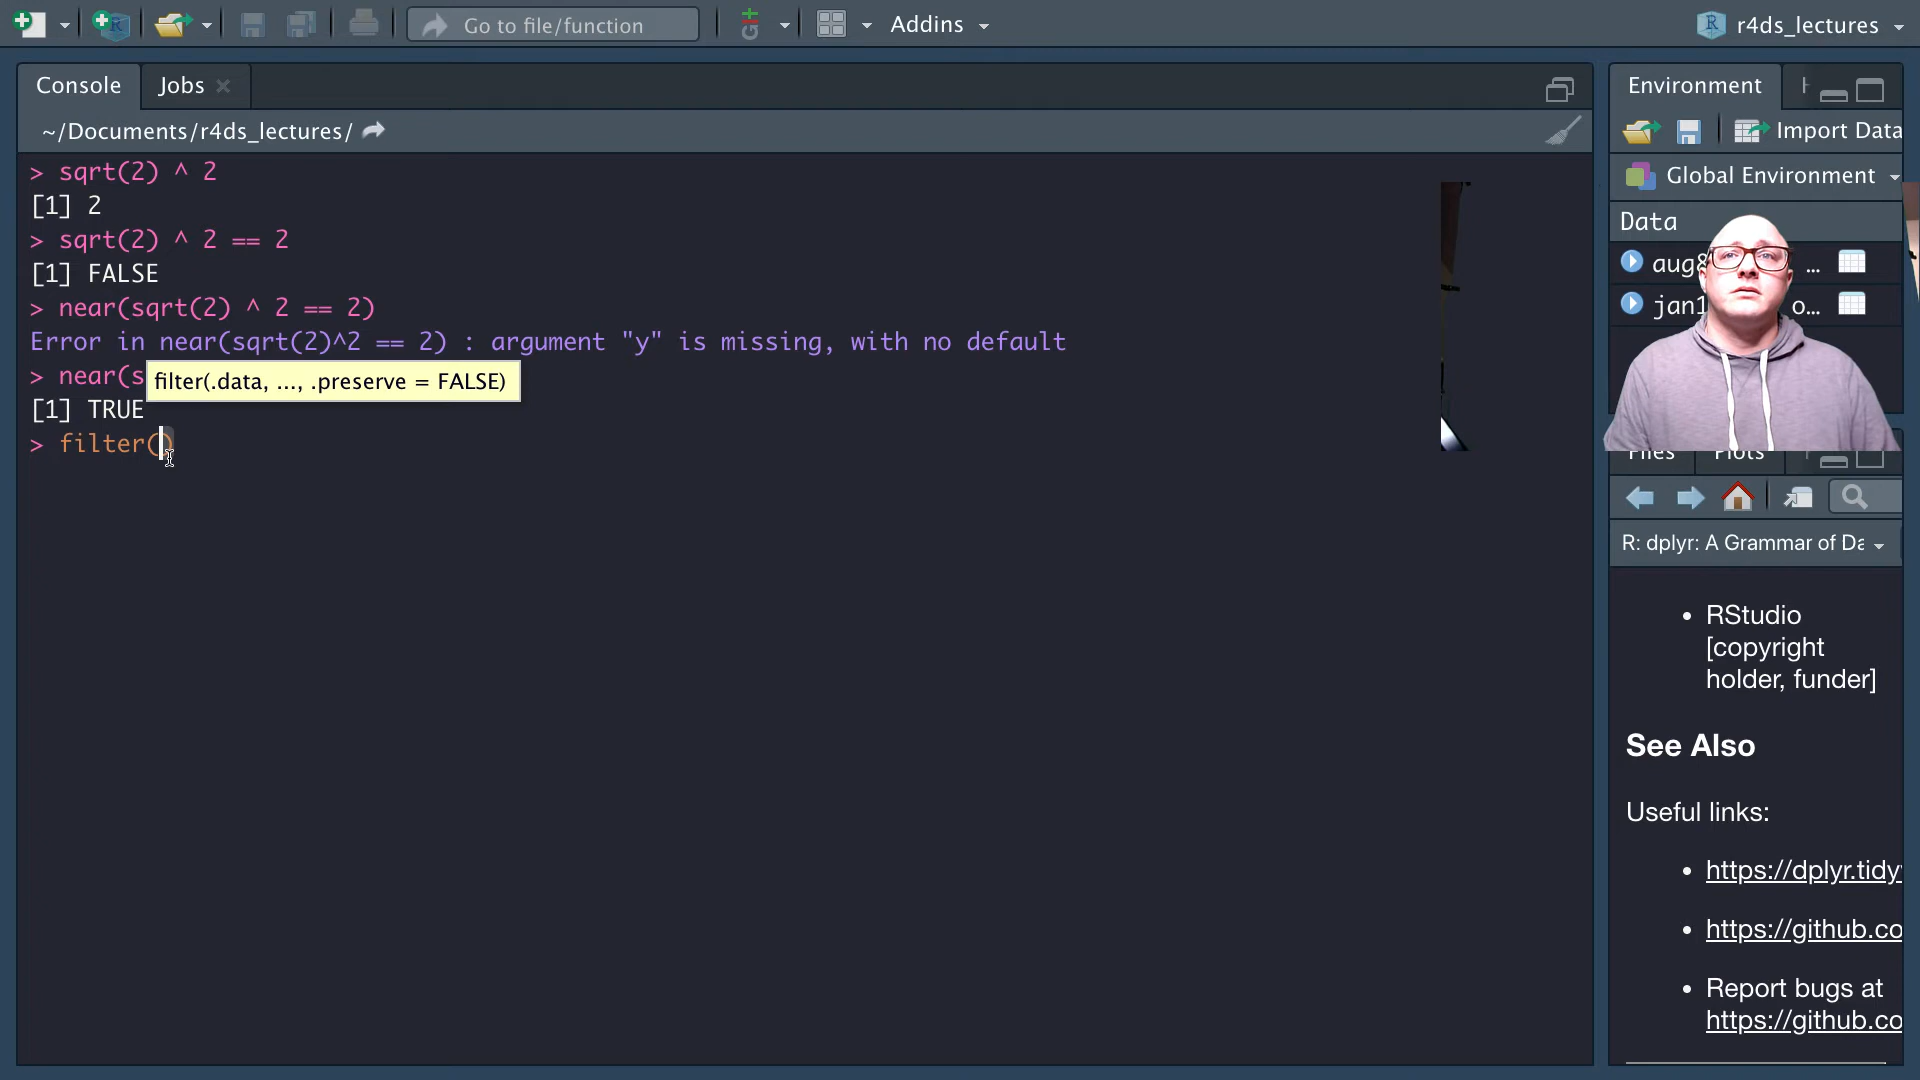 Go to file/function
Addins
r4ds_lectures
Console
Jobs
~/Documents/r4ds_lectures/
> sqrt(2) ^ 2
[1] 2
> sqrt(2) ^ 2 == 2
[1] FALSE
> near(sqrt(2) ^ 2 == 2)
Error in near(sqrt(2)^2 == 2) : argument "y" is missing, with no default
> near(s
filter(.data, ..., .preserve = FALSE)
[1] TRUE
> filter()
Environment
Import Data
Global Environment
Data
aug8 ...
jan1 o...
Files
Plots
R: dplyr: A Grammar of Da
• RStudio
[copyright
holder, funder]
See Also
Useful links:
• https://dplyr.tidy
• https://github.co
• Report bugs at
https://github.co